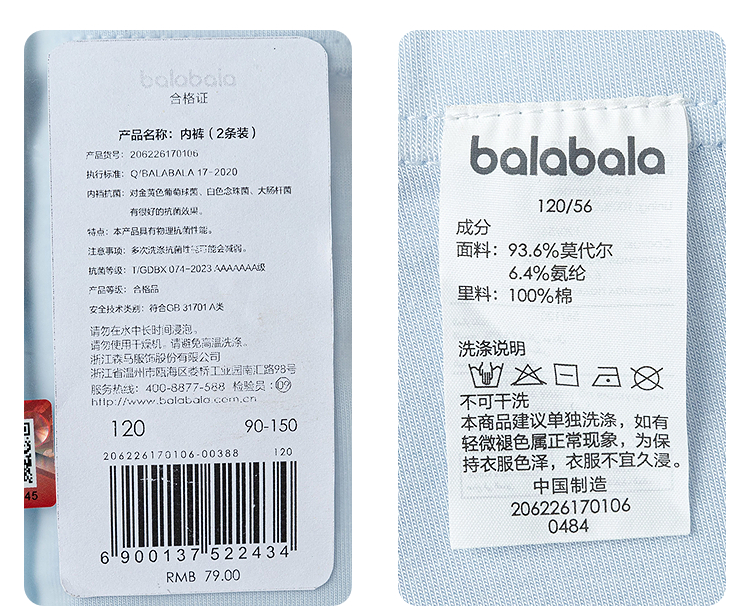 balabala
合格证
产品名称：内裤（2条装）
产品货号：206226170106
执行标准：Q/BALABALA 17-2020
内裆抗菌：对金黄色葡萄球菌、白色念珠菌、大肠杆菌
有很好的抗菌效果。
特点：本产品具有物理抗菌性能。
注意事项：多次洗涤抗菌性能可能会减弱。
抗菌等级：T/GDBX 074-2023 AAAAAAA级
产品等级：合格品
安全技术类别：符合GB 31701 A类
请勿在水中长时间浸泡。
请勿使用干燥机。请避免高温洗涤。
浙江森马服饰股份有限公司
浙江省温州市瓯海区娄桥工业园南汇路98号
服务热线：400-8877-588 检验员：09
http://www.balabala.com.cn
120 90-150
206226170106-00388 120
6 900137 522434
RMB 79.00
45
balabala
120/56
成分
面料：93.6%莫代尔
6.4%氨纶
里料：100%棉
洗涤说明
不可干洗
本商品建议单独洗涤，如有
轻微褪色属正常现象，为保
持衣服色泽，衣服不宜久浸。
中国制造
206226170106
0484